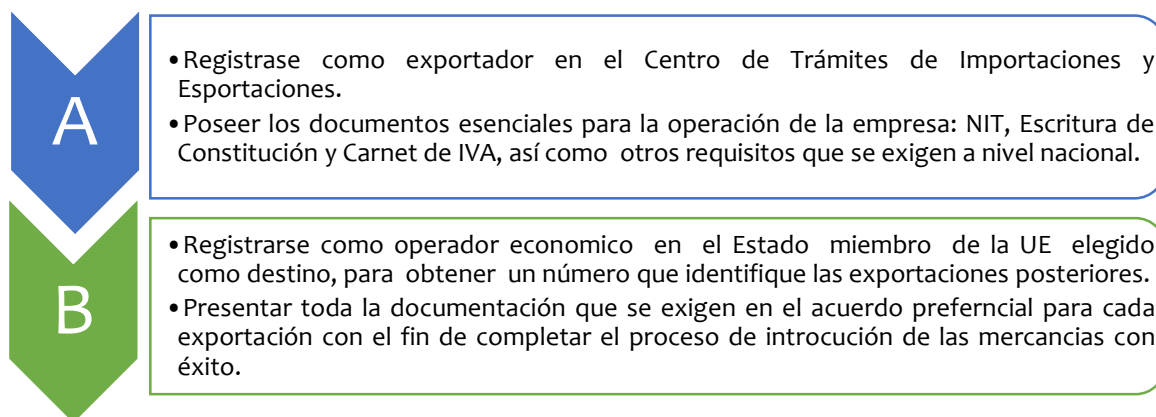 A
•Registrase como exportador en el Centro de Trámites de Importaciones y
Esportaciones.
•Poseer los documentos esenciales para la operación de la empresa: NIT, Escritura de
Constitución y Carnet de IVA, así como otros requisitos que se exigen a nivel nacional.
B
•Registrarse como operador economico en el Estado miembro de la UE elegido
como destino, para obtener un número que identifique las exportaciones posteriores.
•Presentar toda la documentación que se exigen en el acuerdo preferncial para cada
exportación con el fin de completar el proceso de introcución de las mercancias con
éxito.